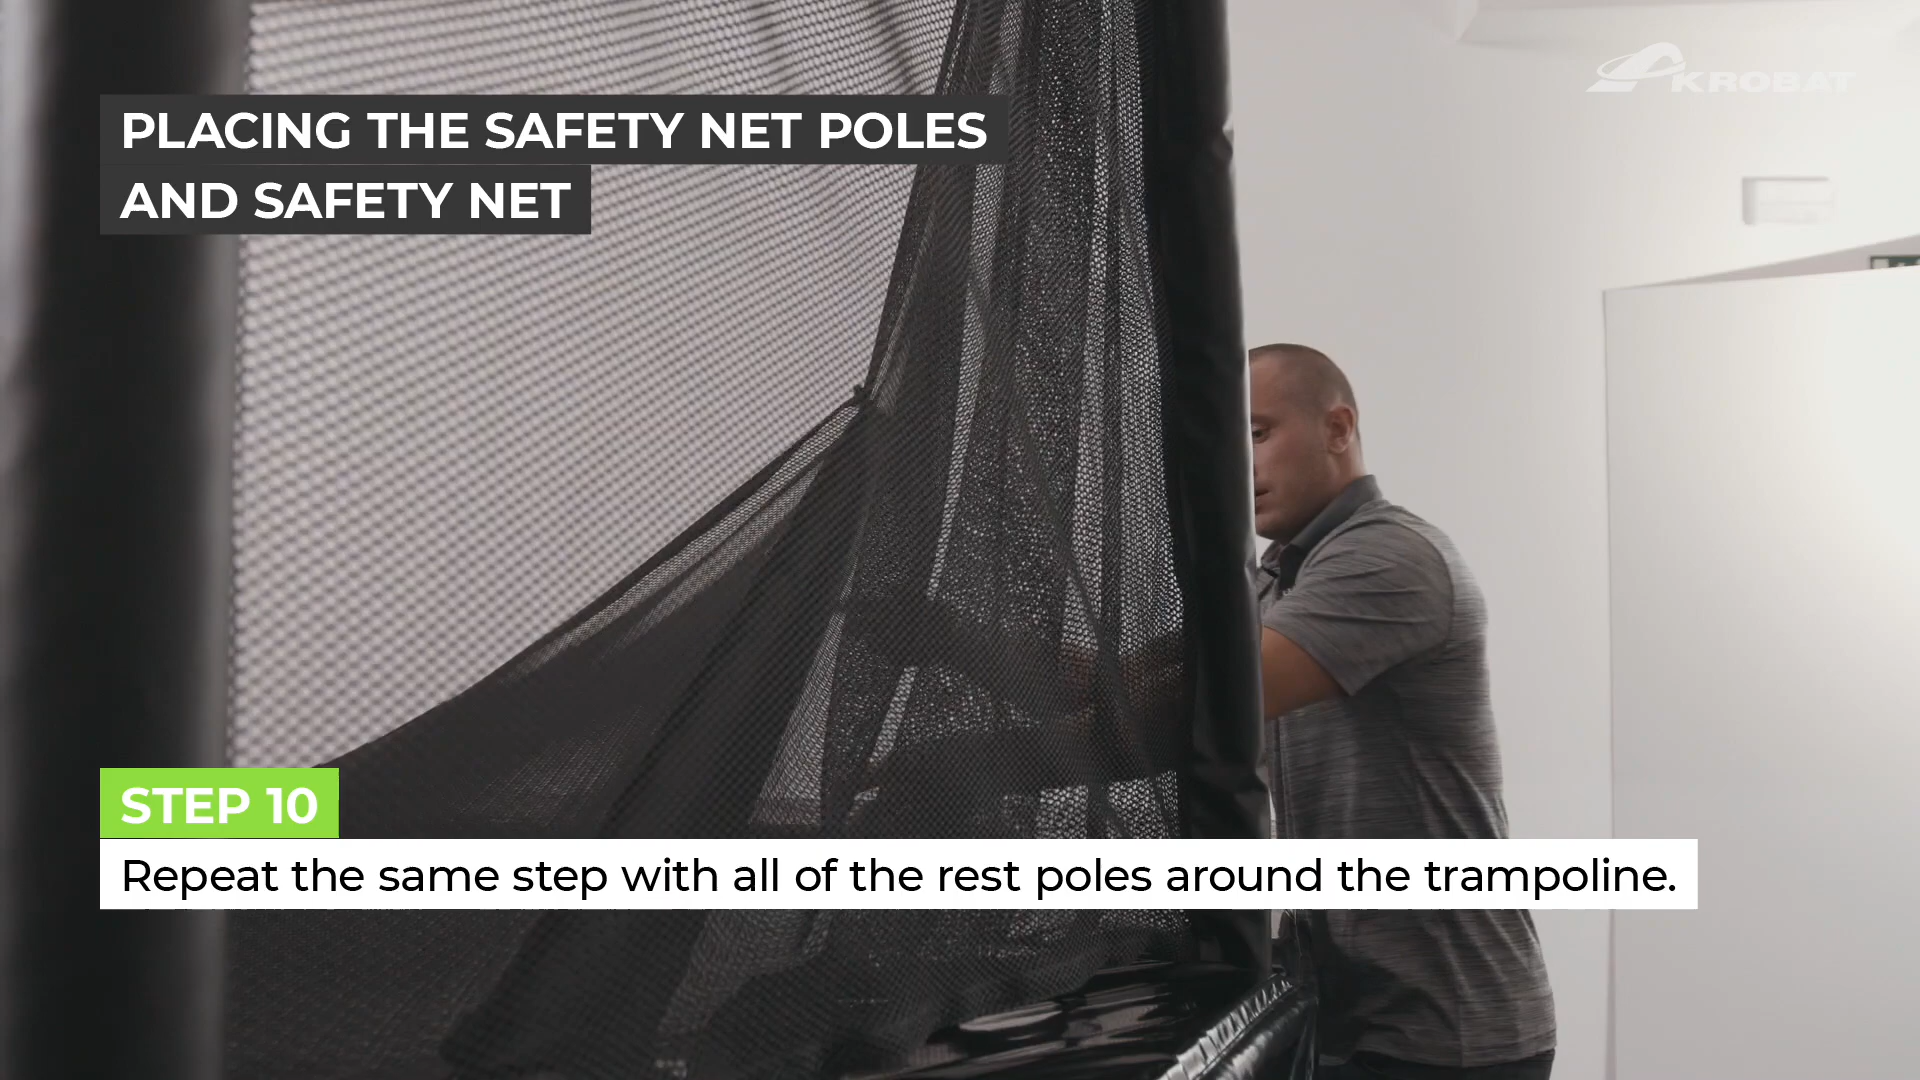 AKROBAT
PLACING THE SAFETY NET POLES
AND SAFETY NET
STEP 10
Repeat the same step with all of the rest poles around the trampoline.